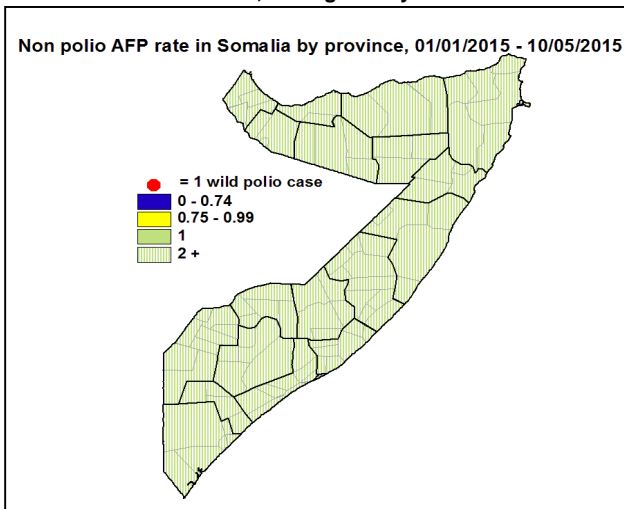 Non polio AFP rate in Somalia by province, 01/01/2015 - 10/05/2015
= 1 wild polio case
0 - 0.74
0.75 - 0.99
1
2 +